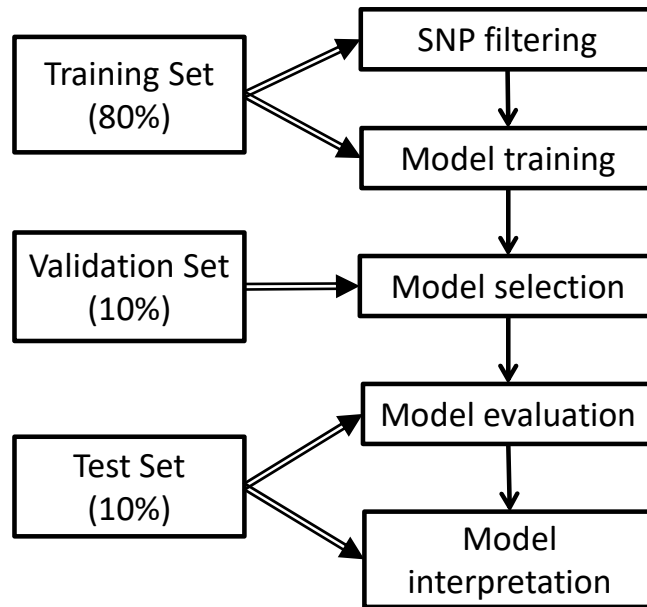 SNP filtering
Training Set
(80%)
Model training
Validation Set
(10%)
Model selection
Model evaluation
Test Set
(10%)
Model
interpretation